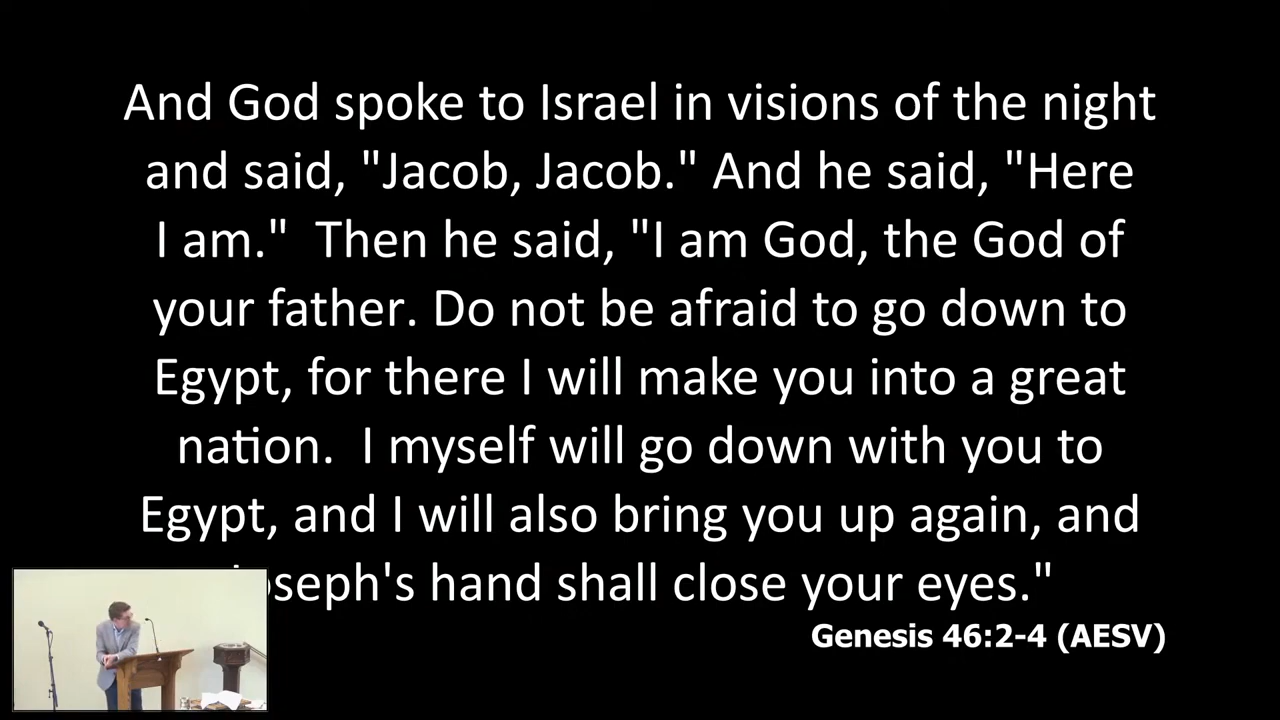 And God spoke to Israel in visions of the night
and said, "Jacob, Jacob." And he said, "Here
I am."  Then he said, "I am God, the God of
your father. Do not be afraid to go down to
Egypt, for there I will make you into a great
nation.  I myself will go down with you to
Egypt, and I will also bring you up again, and
Joseph's hand shall close your eyes."
Genesis 46:2-4 (AESV)